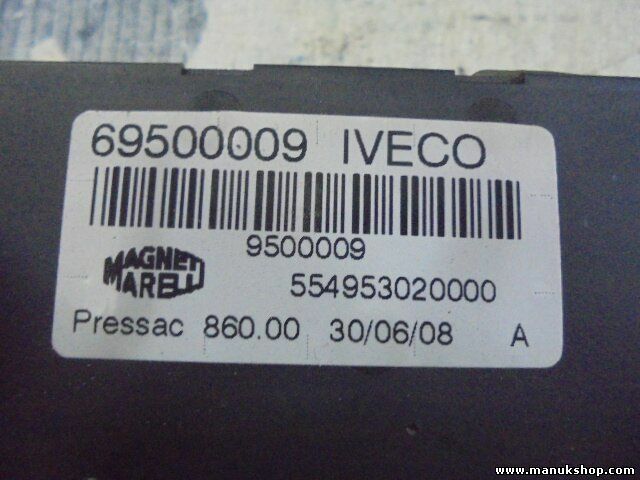 69500009 IVECO
9500009
MAGNETI
MARELLI
554953020000
Pressac 860.00 30/06/08 A
www.manukshop.com